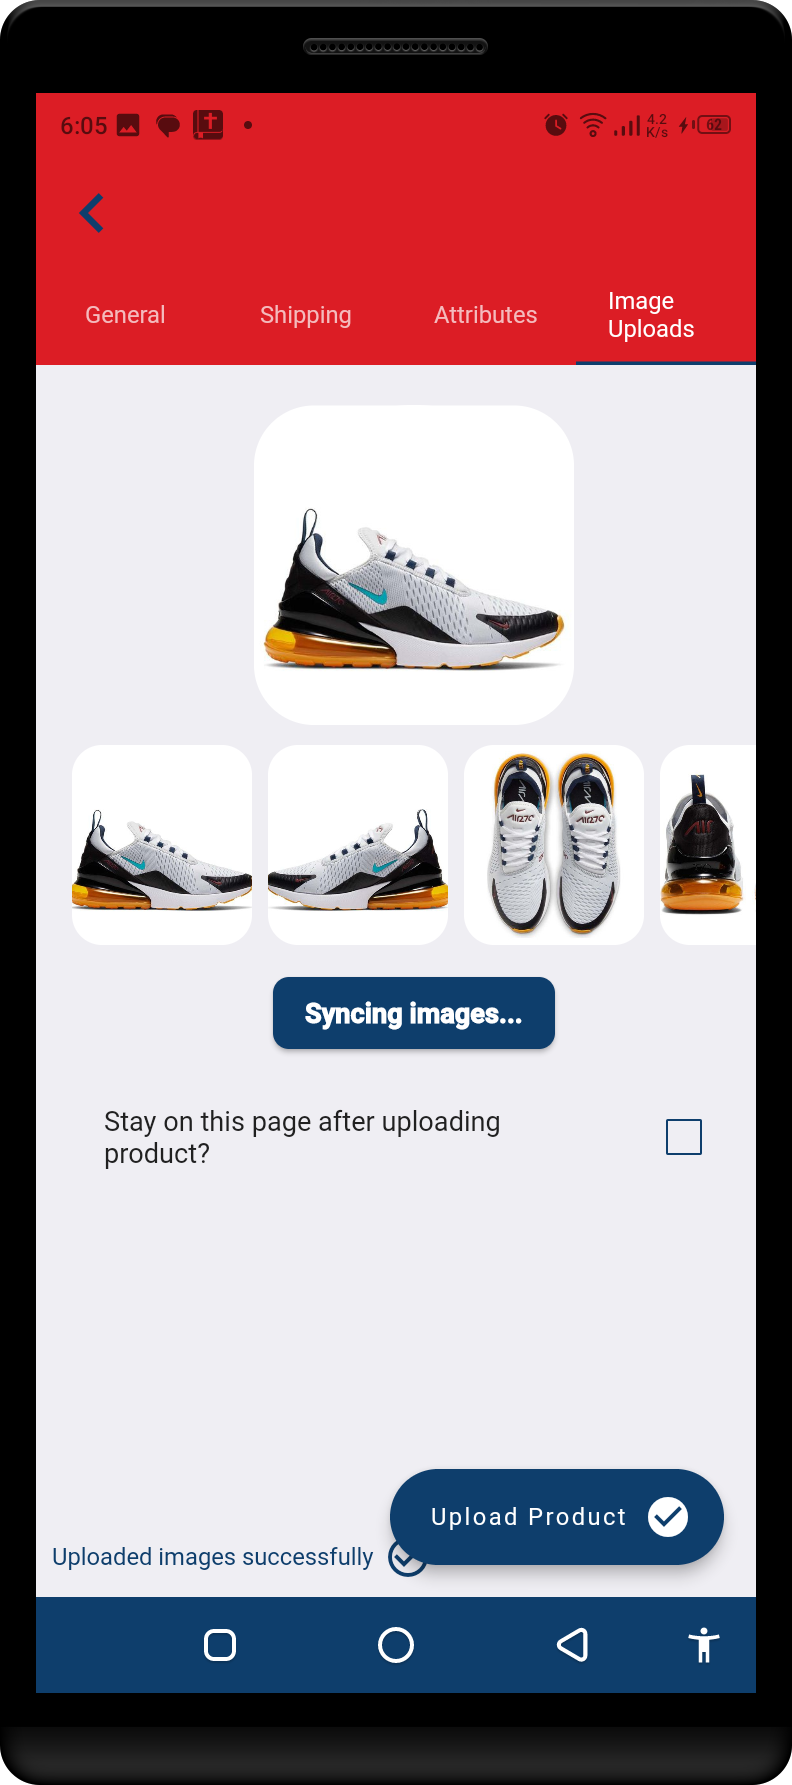 6:05
4.2
K/s
62
General
Shipping
Attributes
Image
Uploads
Syncing images...
Stay on this page after uploading
product?
Upload Product
Uploaded images successfully